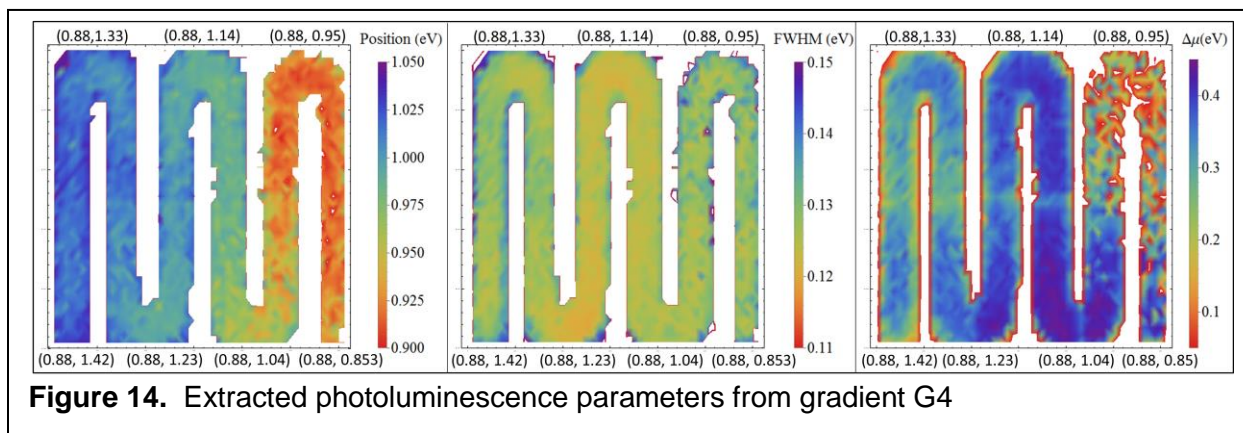 (0.88,1.33) (0.88, 1.14) (0.88, 0.95)
Position (eV)
1.050
1.025
1.000
0.975
0.950
0.925
0.900
(0.88, 1.42) (0.88, 1.23) (0.88, 1.04) (0.88, 0.853)
(0.88,1.33) (0.88, 1.14) (0.88, 0.95)
FWHM (eV)
0.15
0.14
0.13
0.12
0.11
(0.88, 1.42) (0.88, 1.23) (0.88, 1.04) (0.88, 0.853)
(0.88,1.33) (0.88, 1.14) (0.88, 0.95)
Δμ(eV)
0.4
0.3
0.2
0.1
(0.88, 1.42) (0.88, 1.23) (0.88, 1.04) (0.88, 0.85)
Figure 14. Extracted photoluminescence parameters from gradient G4